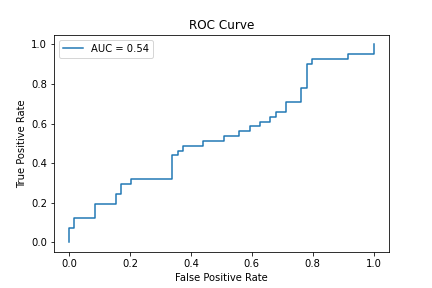 ROC Curve
AUC = 0.54
1.0
0.8
0.6
0.4
0.2
0.0
True Positive Rate
0.0 0.2 0.4 0.6 0.8 1.0
False Positive Rate